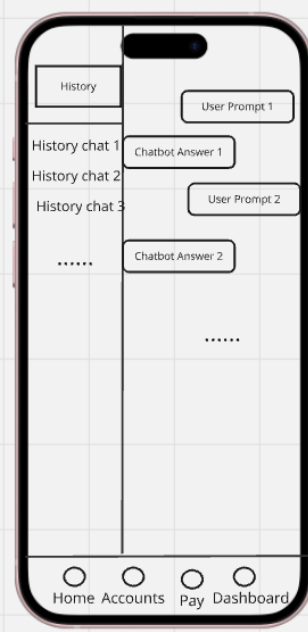 History
History chat 1
History chat 2
History chat 3
......
User Prompt 1
Chatbot Answer 1
User Prompt 2
Chatbot Answer 2
......
Home Accounts Pay Dashboard